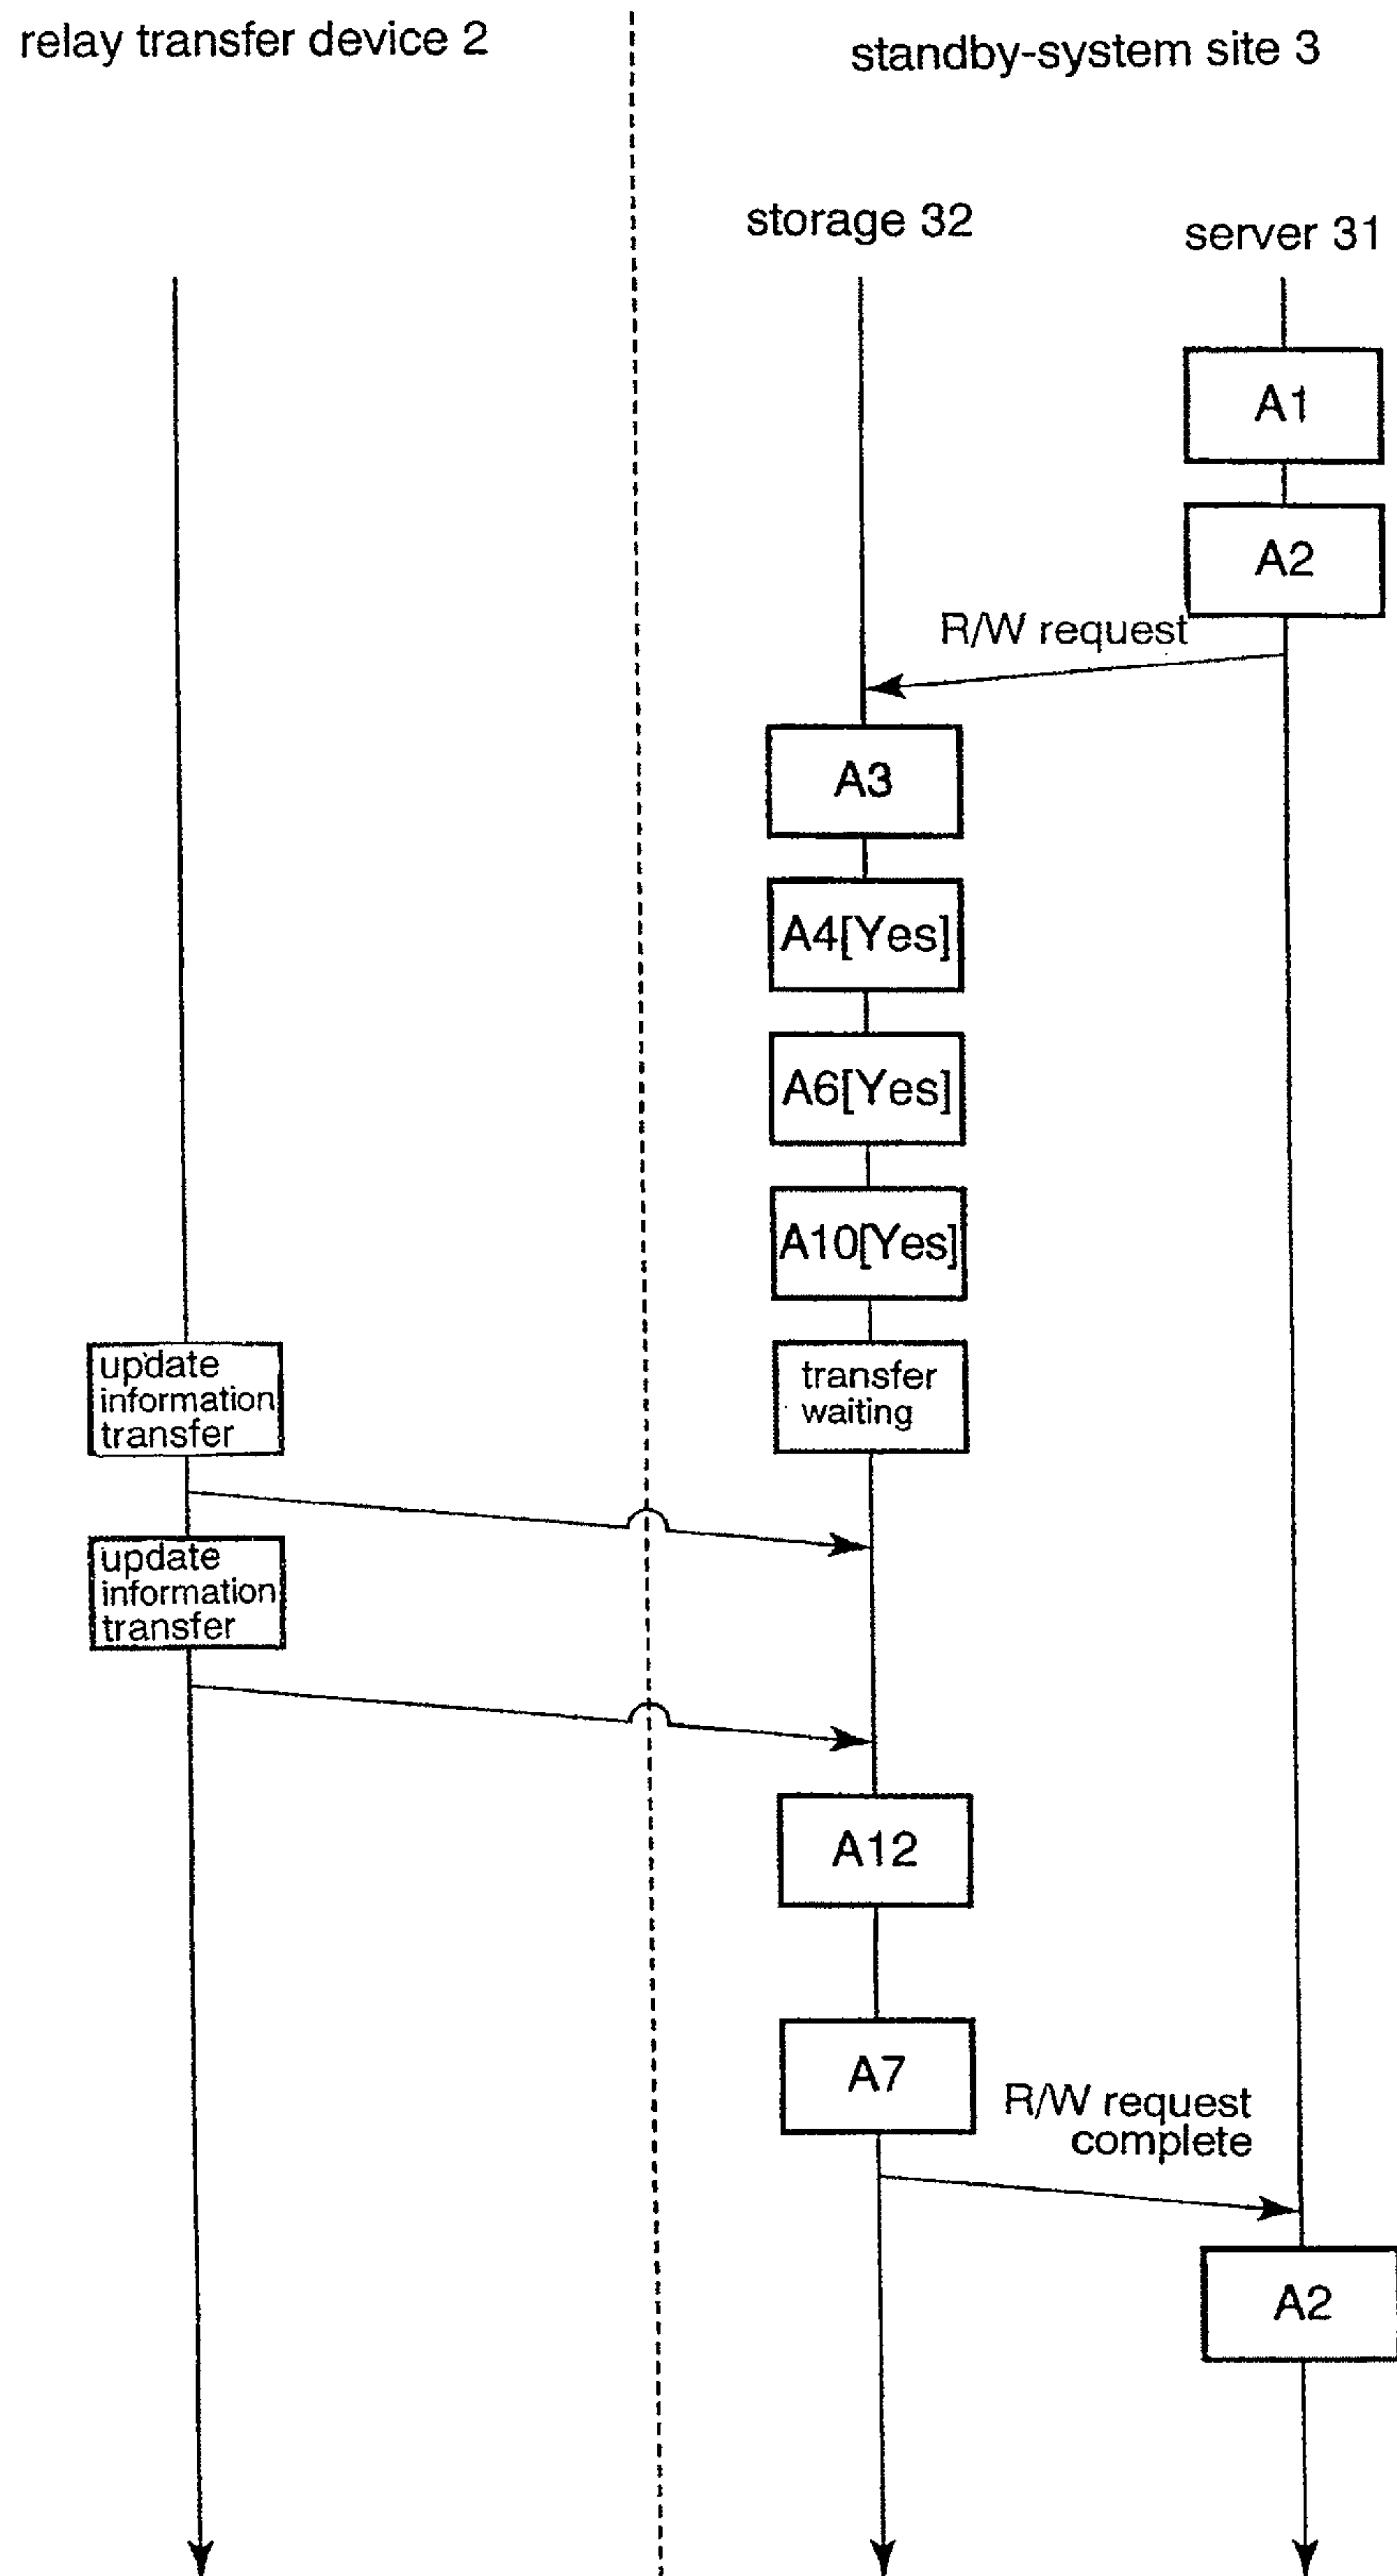 relay transfer device 2
standby-system site 3
storage 32
server 31
A1
A2
R/W request
A3
A4[Yes]
A6[Yes]
A10[Yes]
update
information
transfer
transfer
waiting
update
information
transfer
A12
A7
R/W request
complete
A2